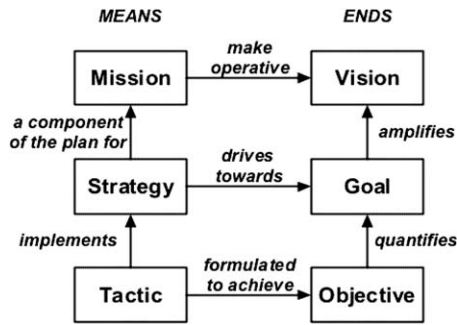 MEANS
ENDS
make
operative
Mission
Vision
a component
of the plan for
amplifies
drives
towards
Strategy
Goal
implements
quantifies
formulated
to achieve
Tactic
Objective